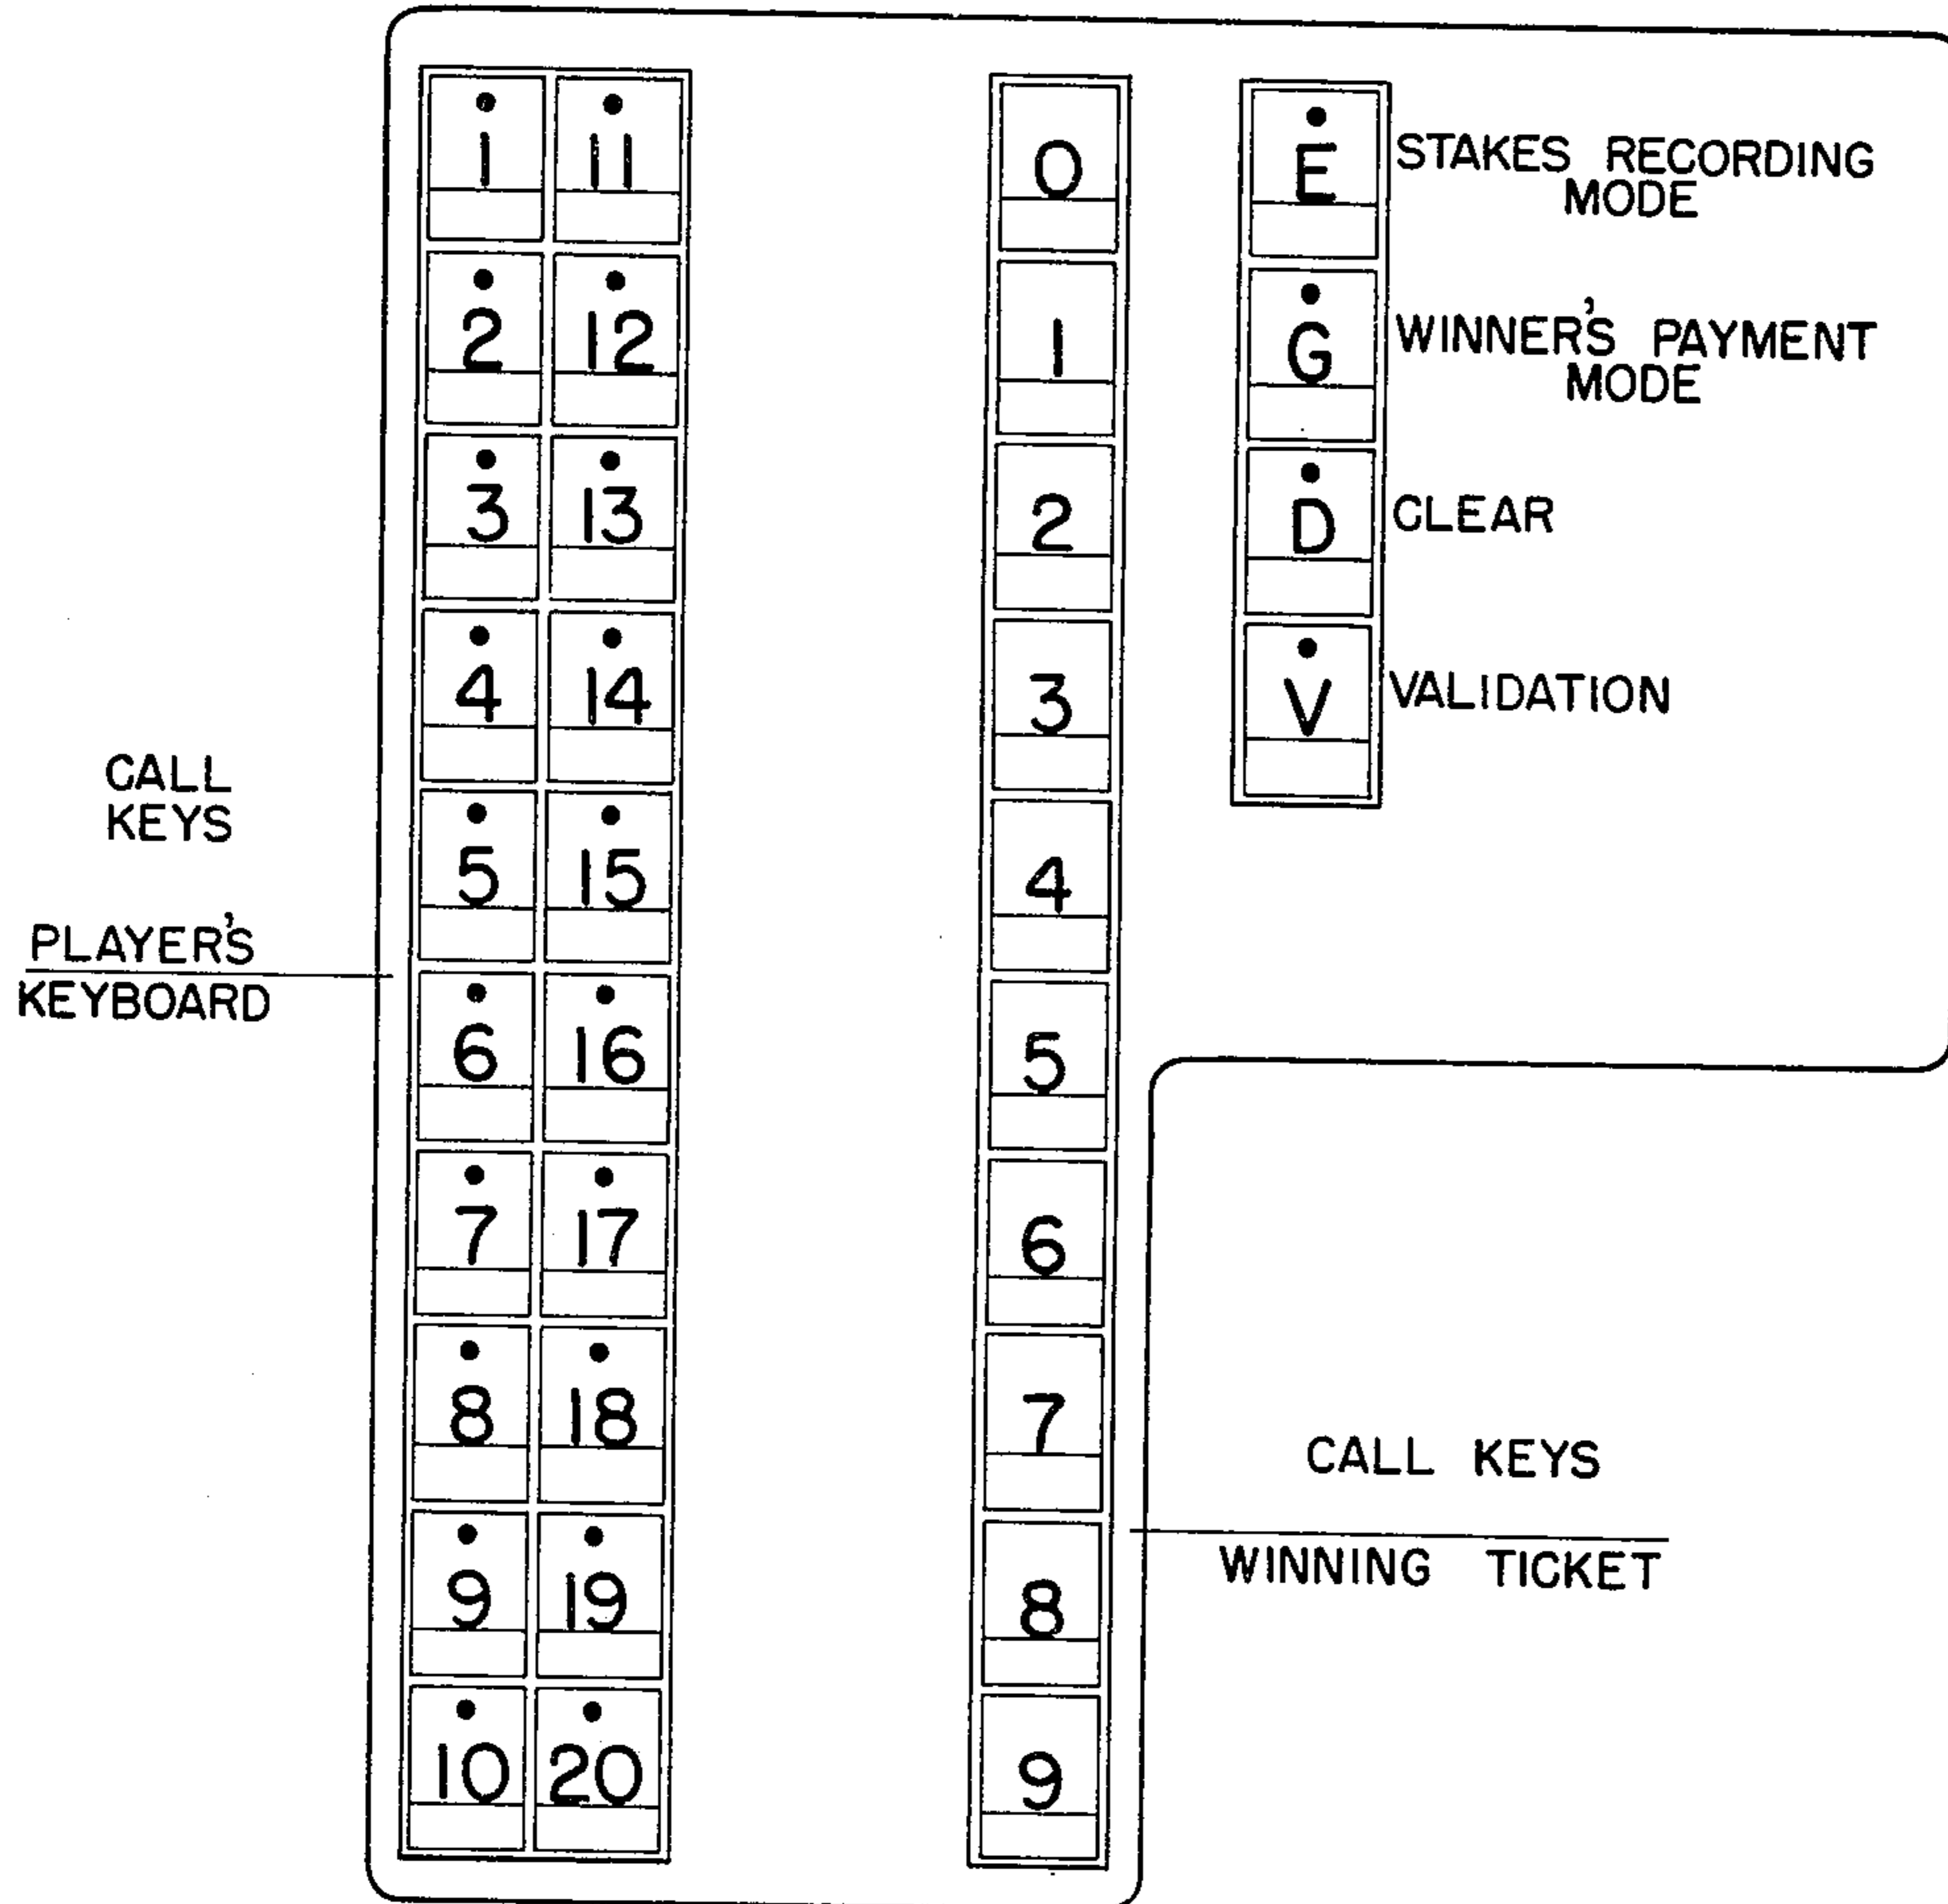 CALL
KEYS
PLAYER'S
KEYBOARD
1 11
2 12
3 13
4 14
5 15
6 16
7 17
8 18
9 19
10 20
0
1
2
3
4
5
6
7
8
9
E STAKES RECORDING
MODE
G WINNER'S PAYMENT
MODE
D CLEAR
V VALIDATION
CALL KEYS
WINNING TICKET